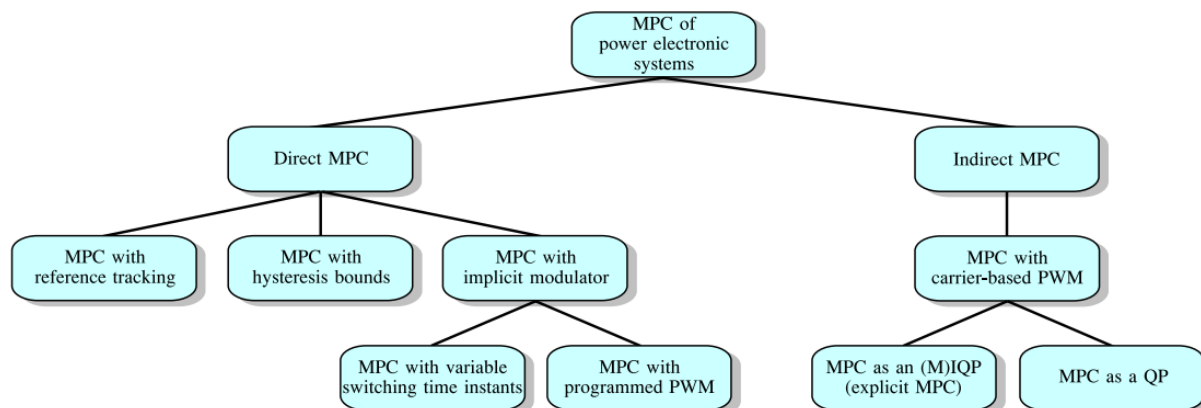 MPC of
power electronic
systems
Direct MPC
Indirect MPC
MPC with
reference tracking
MPC with
hysteresis bounds
MPC with
implicit modulator
MPC with
carrier-based PWM
MPC with variable
switching time instants
MPC with
programmed PWM
MPC as an (M)IQP
(explicit MPC)
MPC as a QP